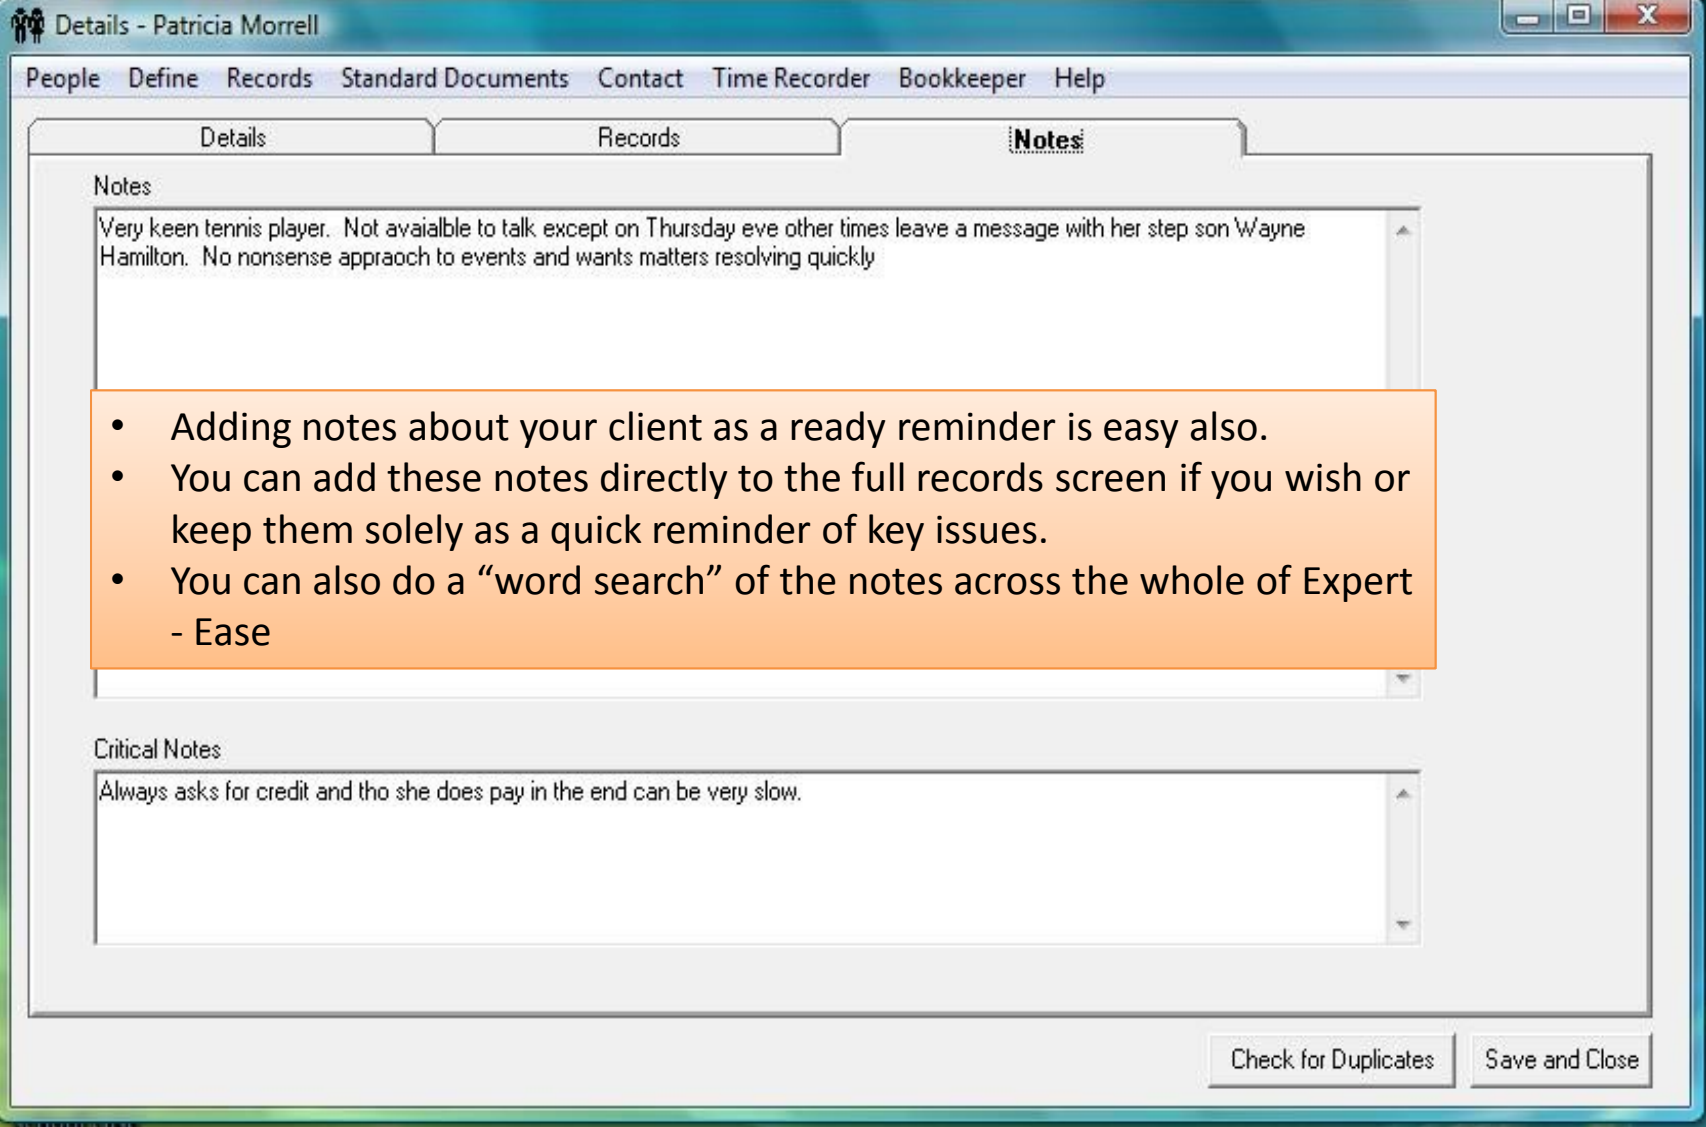 Details - Patricia Morrell
X
People Define Records Standard Documents Contact Time Recorder Bookkeeper Help
Details Records Notes
Notes
Very keen tennis player. Not avaialble to talk except on Thursday eve other times leave a message with her step son Wayne
Hamilton. No nonsense appraoch to events and wants matters resolving quickly
• Adding notes about your client as a ready reminder is easy also.
• You can add these notes directly to the full records screen if you wish or
keep them solely as a quick reminder of key issues.
• You can also do a “word search” of the notes across the whole of Expert
- Ease
Critical Notes
Always asks for credit and tho she does pay in the end can be very slow.
Check for Duplicates Save and Close